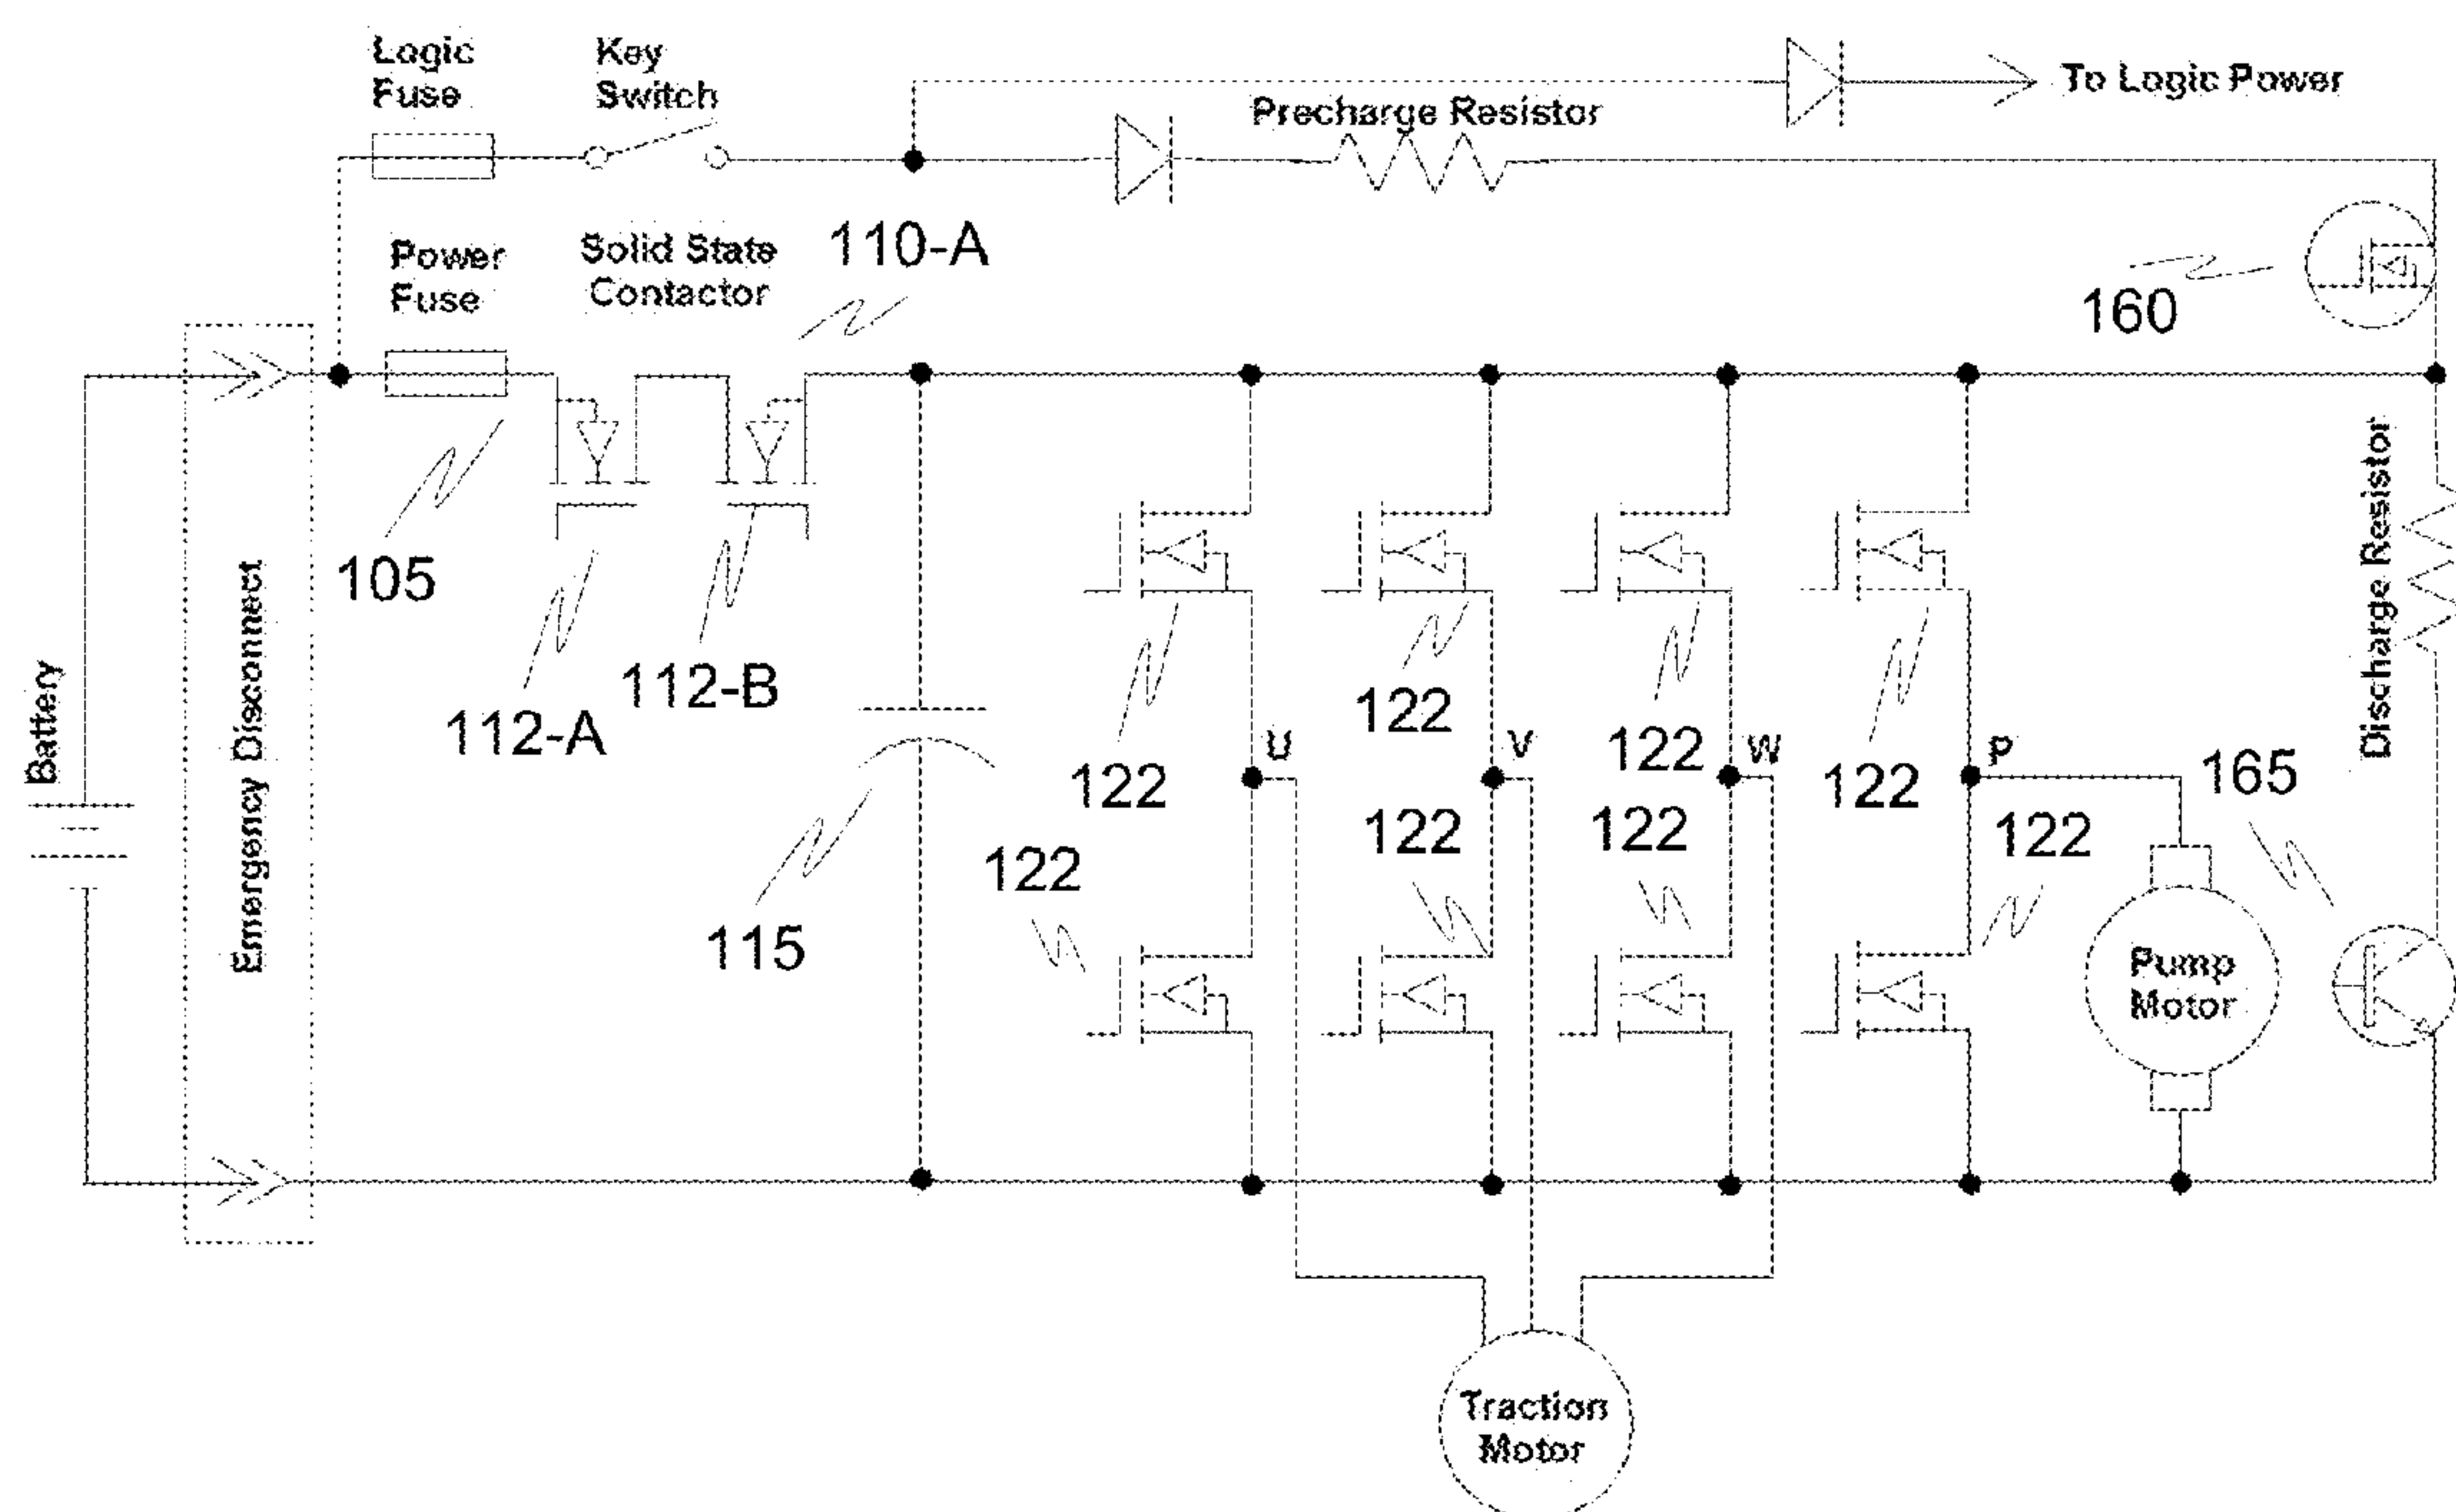 Logic
Fuse
Key
Switch
To Logic Power
Precharge Resistor
Power
Fuse
Solid State
Contactor
110-A
160
105
112-A
112-B
122
122
122
122
Discharge Resistor
Battery
Emergency Disconnect
U
V
W
P
165
122
122
122
122
115
Pump
Motor
Traction
Motor